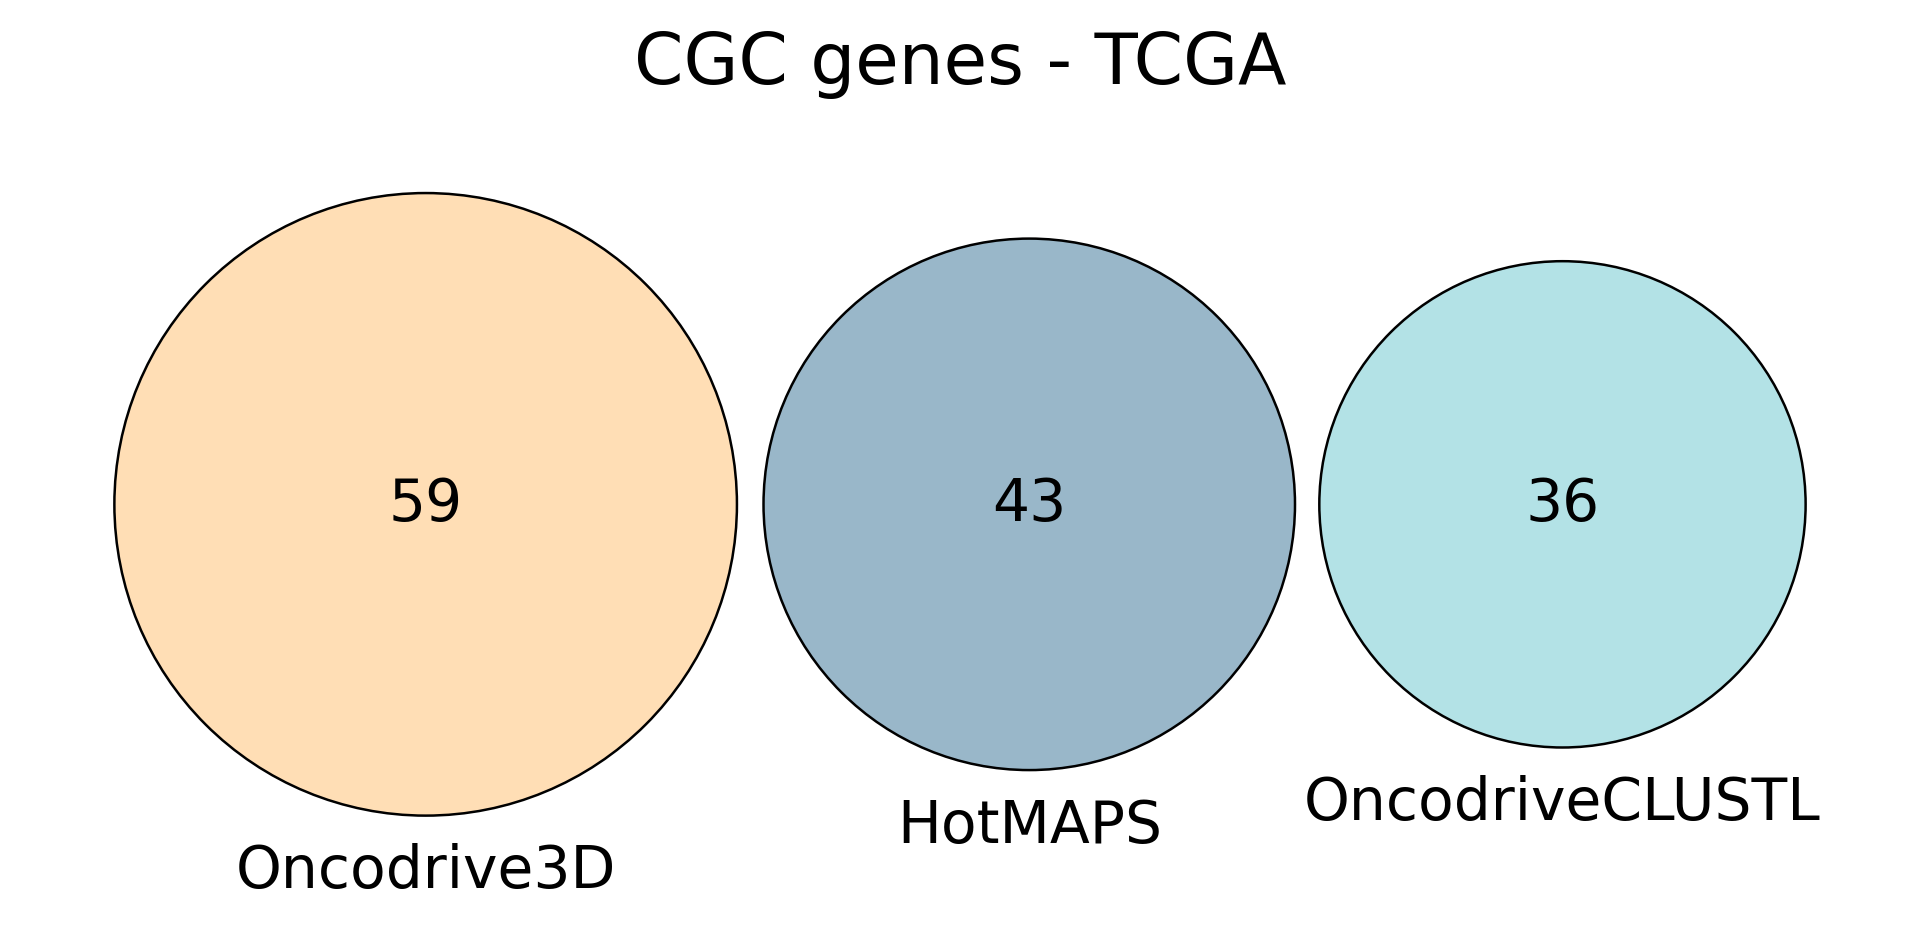 CGC genes - TCGA
59
43
36
Oncodrive3D
HotMAPS
OncodriveCLUSTL